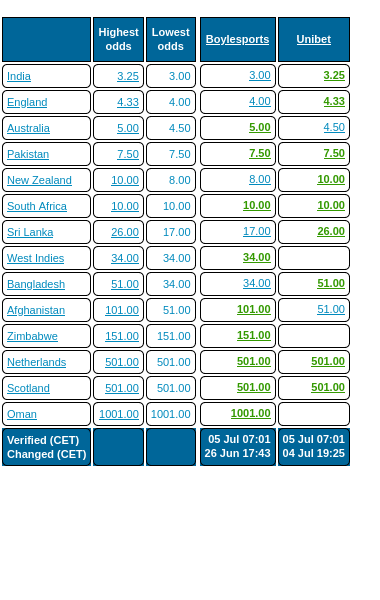 Highest odds Lowest odds Boylesports Unibet
India 3.25 3.00 3.00 3.25
England 4.33 4.00 4.00 4.33
Australia 5.00 4.50 5.00 4.50
Pakistan 7.50 7.50 7.50 7.50
New Zealand 10.00 8.00 8.00 10.00
South Africa 10.00 10.00 10.00 10.00
Sri Lanka 26.00 17.00 17.00 26.00
West Indies 34.00 34.00 34.00
Bangladesh 51.00 34.00 34.00 51.00
Afghanistan 101.00 51.00 101.00 51.00
Zimbabwe 151.00 151.00 151.00
Netherlands 501.00 501.00 501.00 501.00
Scotland 501.00 501.00 501.00 501.00
Oman 1001.00 1001.00 1001.00
Verified (CET) 05 Jul 07:01 05 Jul 07:01
Changed (CET) 26 Jun 17:43 04 Jul 19:25